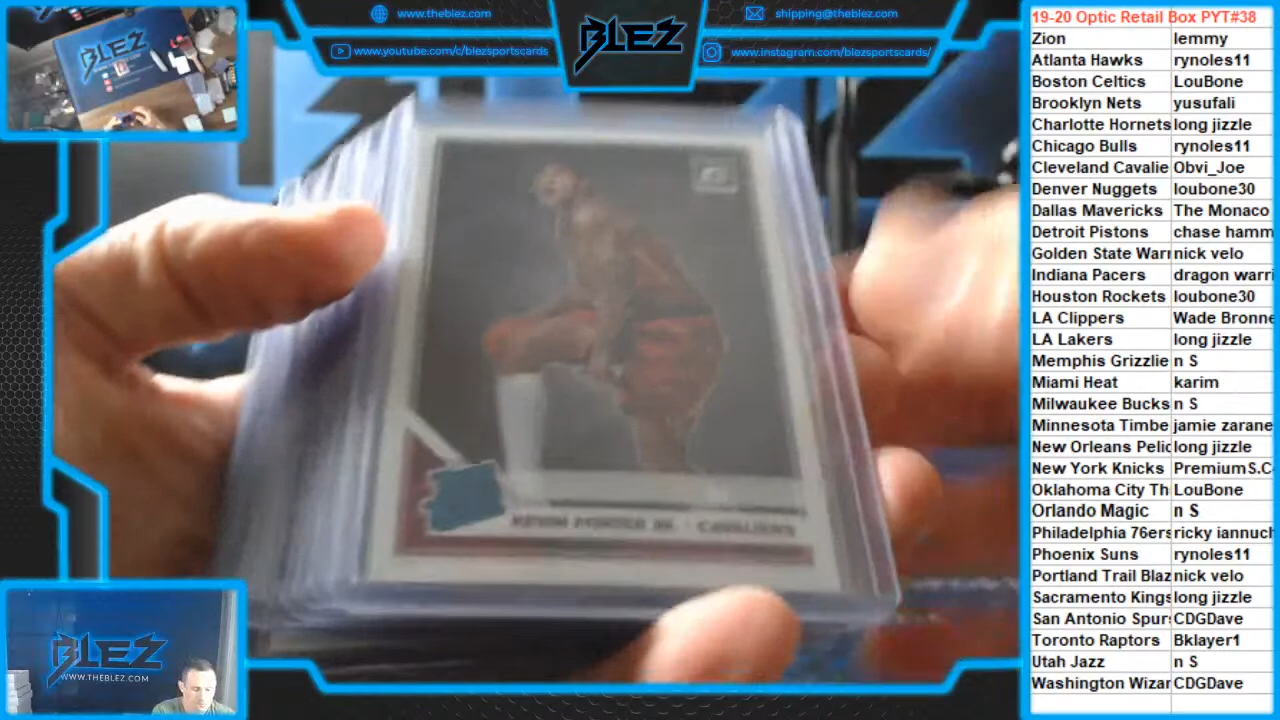 www.theblez.com
shipping@theblez.com
www.youtube.com/c/blezsportscards
www.instagram.com/blezsportscards/
BLEZ
BLEZ
19-20 Optic Retail Box PYT#38
Zion lemmy
Atlanta Hawks rynoles11
Boston Celtics LouBone
Brooklyn Nets yusufali
Charlotte Hornets long jizzle
Chicago Bulls rynoles11
Cleveland Cavalie Obvi_Joe
Denver Nuggets loubone30
Dallas Mavericks The Monaco
Detroit Pistons chase hamm
Golden State Warr nick velo
Indiana Pacers dragon warri
Houston Rockets loubone30
LA Clippers Wade Bronne
LA Lakers long jizzle
Memphis Grizzlie n S
Miami Heat karim
Milwaukee Bucks n S
Minnesota Timbe jamie zarane
New Orleans Pelic long jizzle
New York Knicks PremiumS.C
Oklahoma City Th LouBone
Orlando Magic n S
Philadelphia 76ers ricky iannuch
Phoenix Suns rynoles11
Portland Trail Blaz nick velo
Sacramento Kings long jizzle
San Antonio Spur CDGDave
Toronto Raptors Bklayer1
Utah Jazz n S
Washington Wizar CDGDave
KEVIN PORTER JR. - CAVALIERS
BLEZ
WWW.THEBLEZ.COM